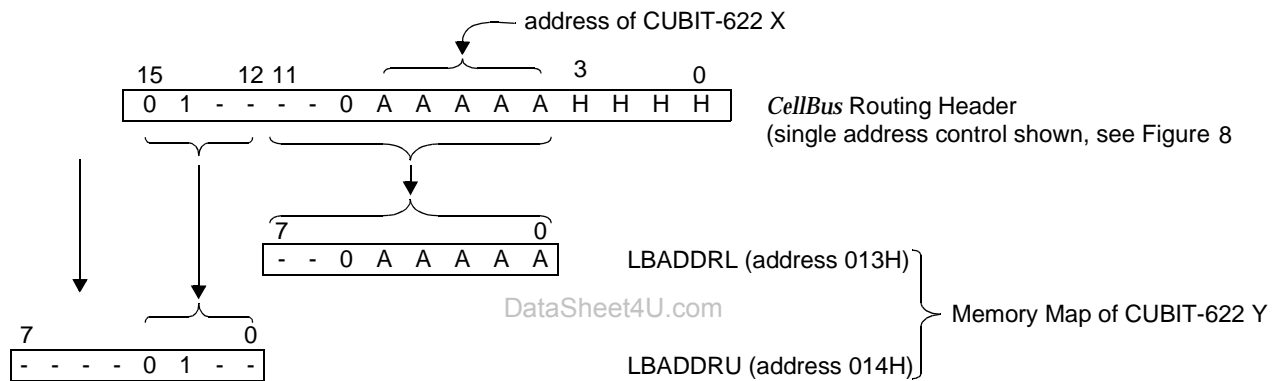 address of CUBIT-622 X
15 12 11 3 0
0 1 - - - - 0 A A A A A H H H H
CellBus Routing Header
(single address control shown, see Figure 8
7 0
- - 0 A A A A A
LBADDRL (address 013H)
DataSheet4U.com
Memory Map of CUBIT-622 Y
7 0
- - - - 0 1 - -
LBADDRU (address 014H)